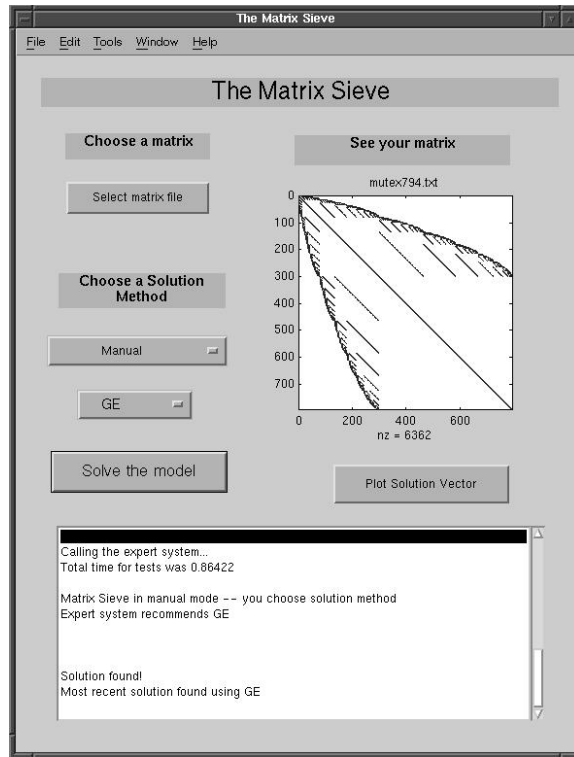 The Matrix Sieve
File Edit Tools Window Help
The Matrix Sieve
Choose a matrix
Select matrix file
See your matrix
mutex794.txt
0
100
200
300
400
500
600
700
0 200 400 600
nz = 6362
Choose a Solution
Method
Manual
GE
Solve the model
Plot Solution Vector
Calling the expert system...
Total time for tests was 0.86422
Matrix Sieve in manual mode -- you choose solution method
Expert system recommends GE
Solution found!
Most recent solution found using GE